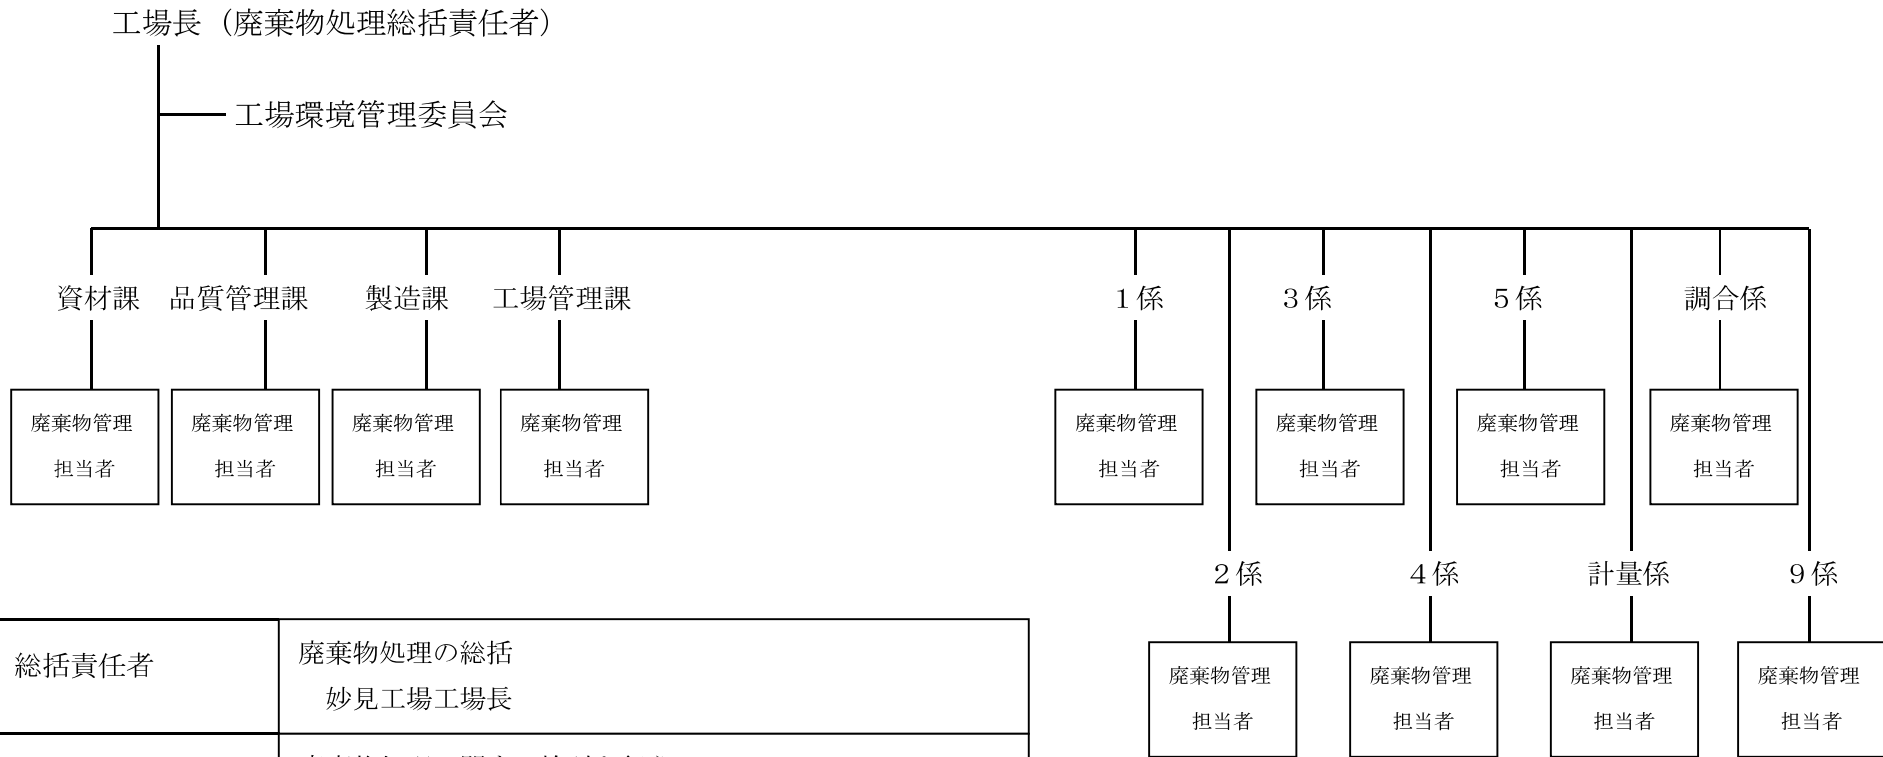 工場長（廃棄物処理総括責任者）
工場環境管理委員会
資材課 品質管理課 製造課 工場管理課 １係 ３係 ５係 調合係
廃棄物管理 廃棄物管理 廃棄物管理 廃棄物管理 廃棄物管理 廃棄物管理 廃棄物管理 廃棄物管理
担当者 担当者 担当者 担当者 担当者 担当者 担当者 担当者
２係 ４係 計量係 ９係
廃棄物管理 廃棄物管理 廃棄物管理 廃棄物管理
担当者 担当者 担当者 担当者
総括責任者
廃棄物処理の総括
妙見工場工場長